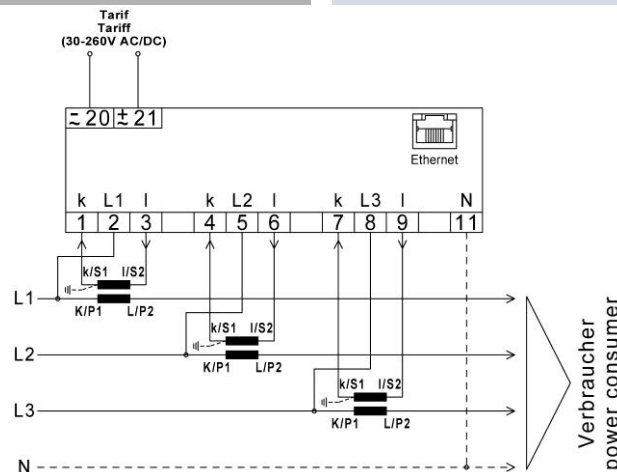 Tarif
Tariff
(30-260V AC/DC)
20 ± 21
Ethernet
k L1 l k L2 l k L3 l N
1 2 3 4 5 6 7 8 9 11
k/S1 l/S2
L1
K/P1 L/P2
k/S1 l/S2
L2
K/P1 L/P2
k/S1 l/S2
L3
K/P1 L/P2
N
Verbraucher
power consumer